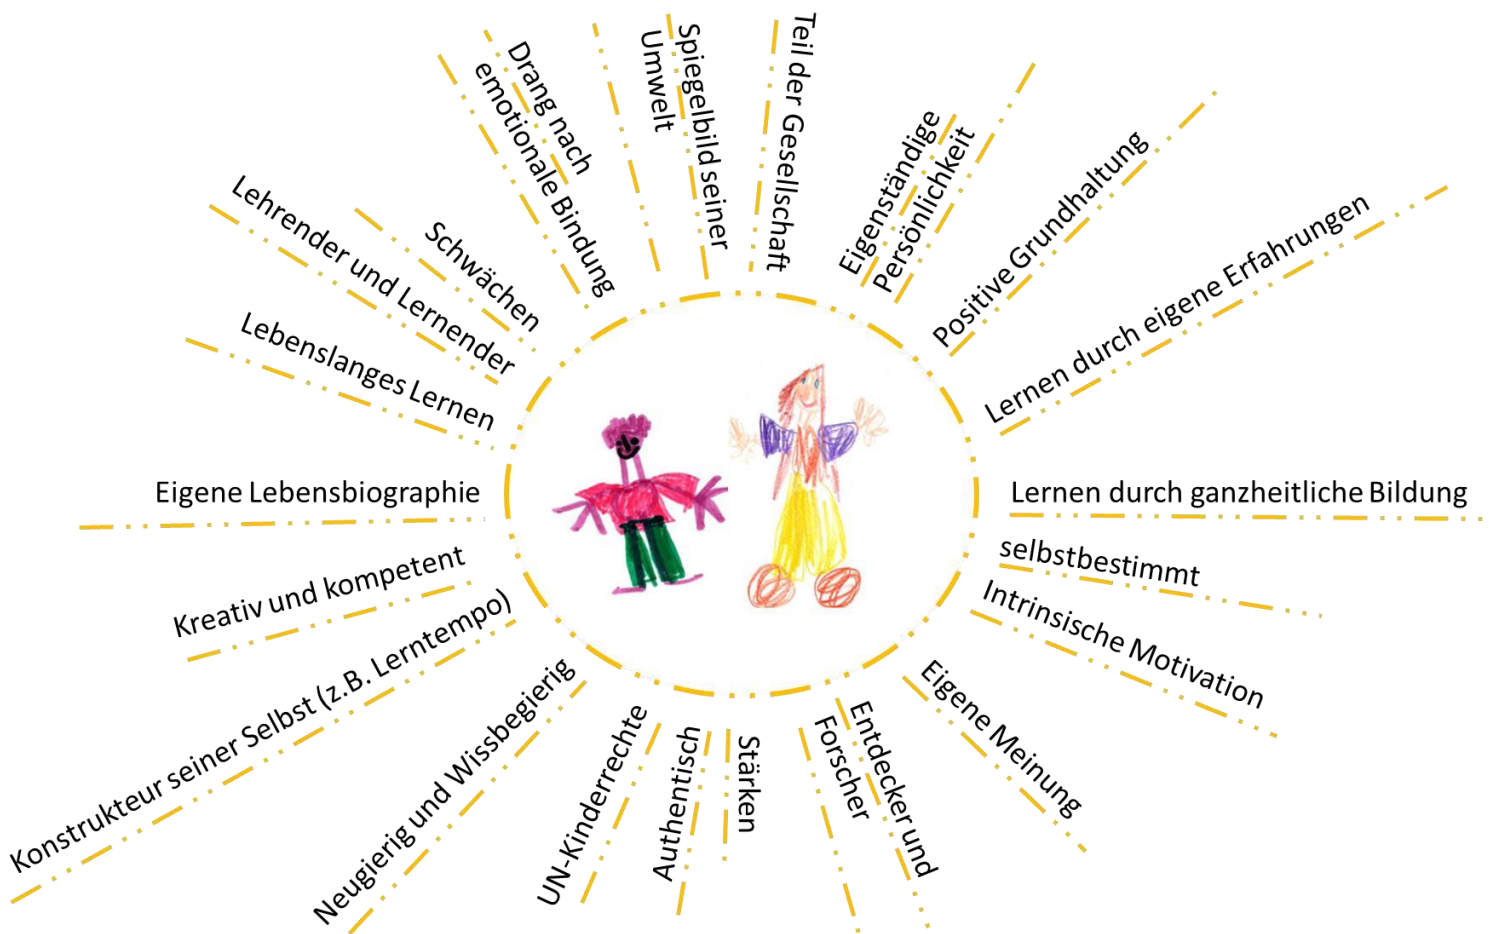 Teil der Gesellschaft
Eigenständige
Persönlichkeit
Positive Grundhaltung
Lernen durch eigene Erfahrungen
Lernen durch ganzheitliche Bildung
selbstbestimmt
Intrinsische Motivation
Eigene Meinung
Entdecker und
Forscher
Stärken
Authentisch
UN-Kinderrechte
Neugierig und Wissbegierig
Konstrukteur seiner Selbst (z.B. Lerntempo)
Kreativ und kompetent
Eigene Lebensbiographie
Lebenslanges Lernen
Lehrender und Lernender
Schwächen
Drang nach
emotionale Bindung
Spiegelbild seiner
Umwelt